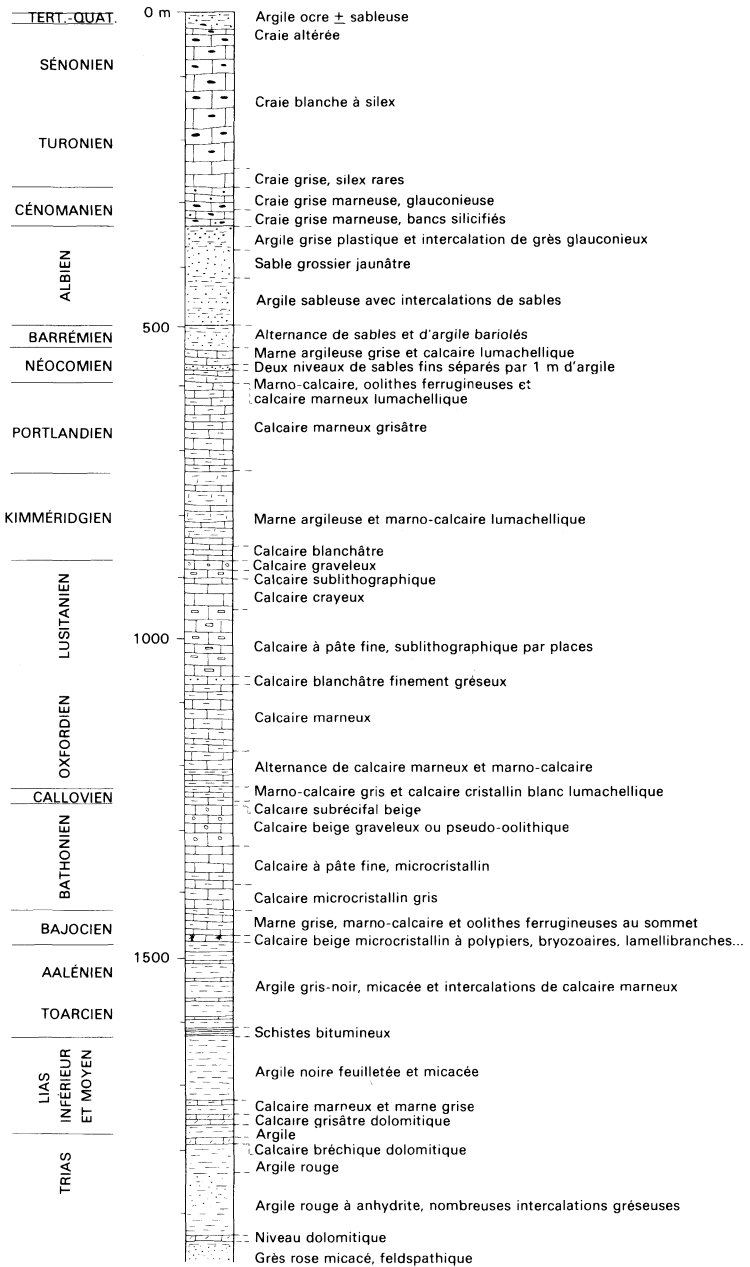 TERT.-QUAT.
0 m
Argile ocre ± sableuse
Craie altérée
SÉNONIEN
Craie blanche à silex
TURONIEN
Craie grise, silex rares
CÉNOMANIEN
Craie grise marneuse, glauconieuse
Craie grise marneuse, bancs silicifiés
ALBIEN
Argile grise plastique et intercalation de grès glauconieux
Sable grossier jaunâtre
Argile sableuse avec intercalations de sables
500
BARRÉMIEN
Alternance de sables et d'argile bariolés
NÉOCOMIEN
Marne argileuse grise et calcaire lumachellique
Deux niveaux de sables fins séparés par 1 m d'argile
Marno-calcaire, oolithes ferrugineuses et
calcaire marneux lumachellique
PORTLANDIEN
Calcaire marneux grisâtre
KIMMÉRIDGIEN
Marne argileuse et marno-calcaire lumachellique
Calcaire blanchâtre
LUSITANIEN
Calcaire graveleux
Calcaire sublithographique
Calcaire crayeux
1000
Calcaire à pâte fine, sublithographique par places
Calcaire blanchâtre finement gréseux
OXFORDIEN
Calcaire marneux
Alternance de calcaire marneux et marno-calcaire
CALLOVIEN
Marno-calcaire gris et calcaire cristallin blanc lumachellique
BATHONIEN
Calcaire subrécifal beige
Calcaire beige graveleux ou pseudo-oolithique
Calcaire à pâte fine, microcristallin
Calcaire microcristallin gris
BAJOCIEN
Marne grise, marno-calcaire et oolithes ferrugineuses au sommet
Calcaire beige microcristallin à polypiers, bryozoaires, lamellibranches...
1500
AALÉNIEN
Argile gris-noir, micacée et intercalations de calcaire marneux
TOARCIEN
Schistes bitumineux
LIAS
INFÉRIEUR
ET MOYEN
Argile noire feuilletée et micacée
Calcaire marneux et marne grise
Calcaire grisâtre dolomitique
Argile
TRIAS
Calcaire bréchique dolomitique
Argile rouge
Argile rouge à anhydrite, nombreuses intercalations gréseuses
Niveau dolomitique
Grès rose micacé, feldspathique